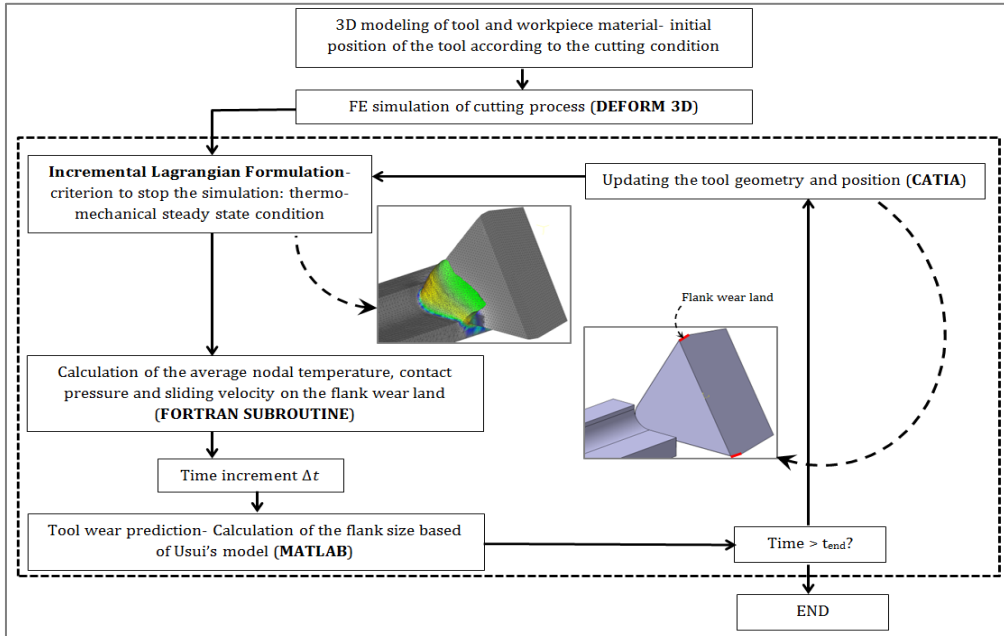 3D modeling of tool and workpiece material- initial
position of the tool according to the cutting condition
FE simulation of cutting process (DEFORM 3D)
Incremental Lagrangian Formulation-
criterion to stop the simulation: thermo-
mechanical steady state condition
Updating the tool geometry and position (CATIA)
Flank wear land
Calculation of the average nodal temperature, contact
pressure and sliding velocity on the flank wear land
(FORTRAN SUBROUTINE)
Time increment Δt
Tool wear prediction- Calculation of the flank size based
of Usui's model (MATLAB)
Time > tend?
END